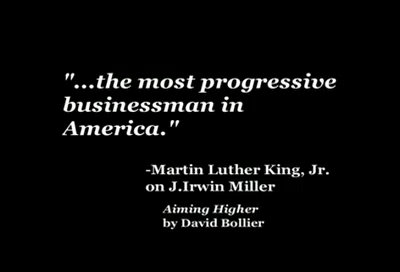 "...the most progressive
businessman in
America."
-Martin Luther King, Jr.
on J.Irwin Miller
Aiming Higher
by David Bollier